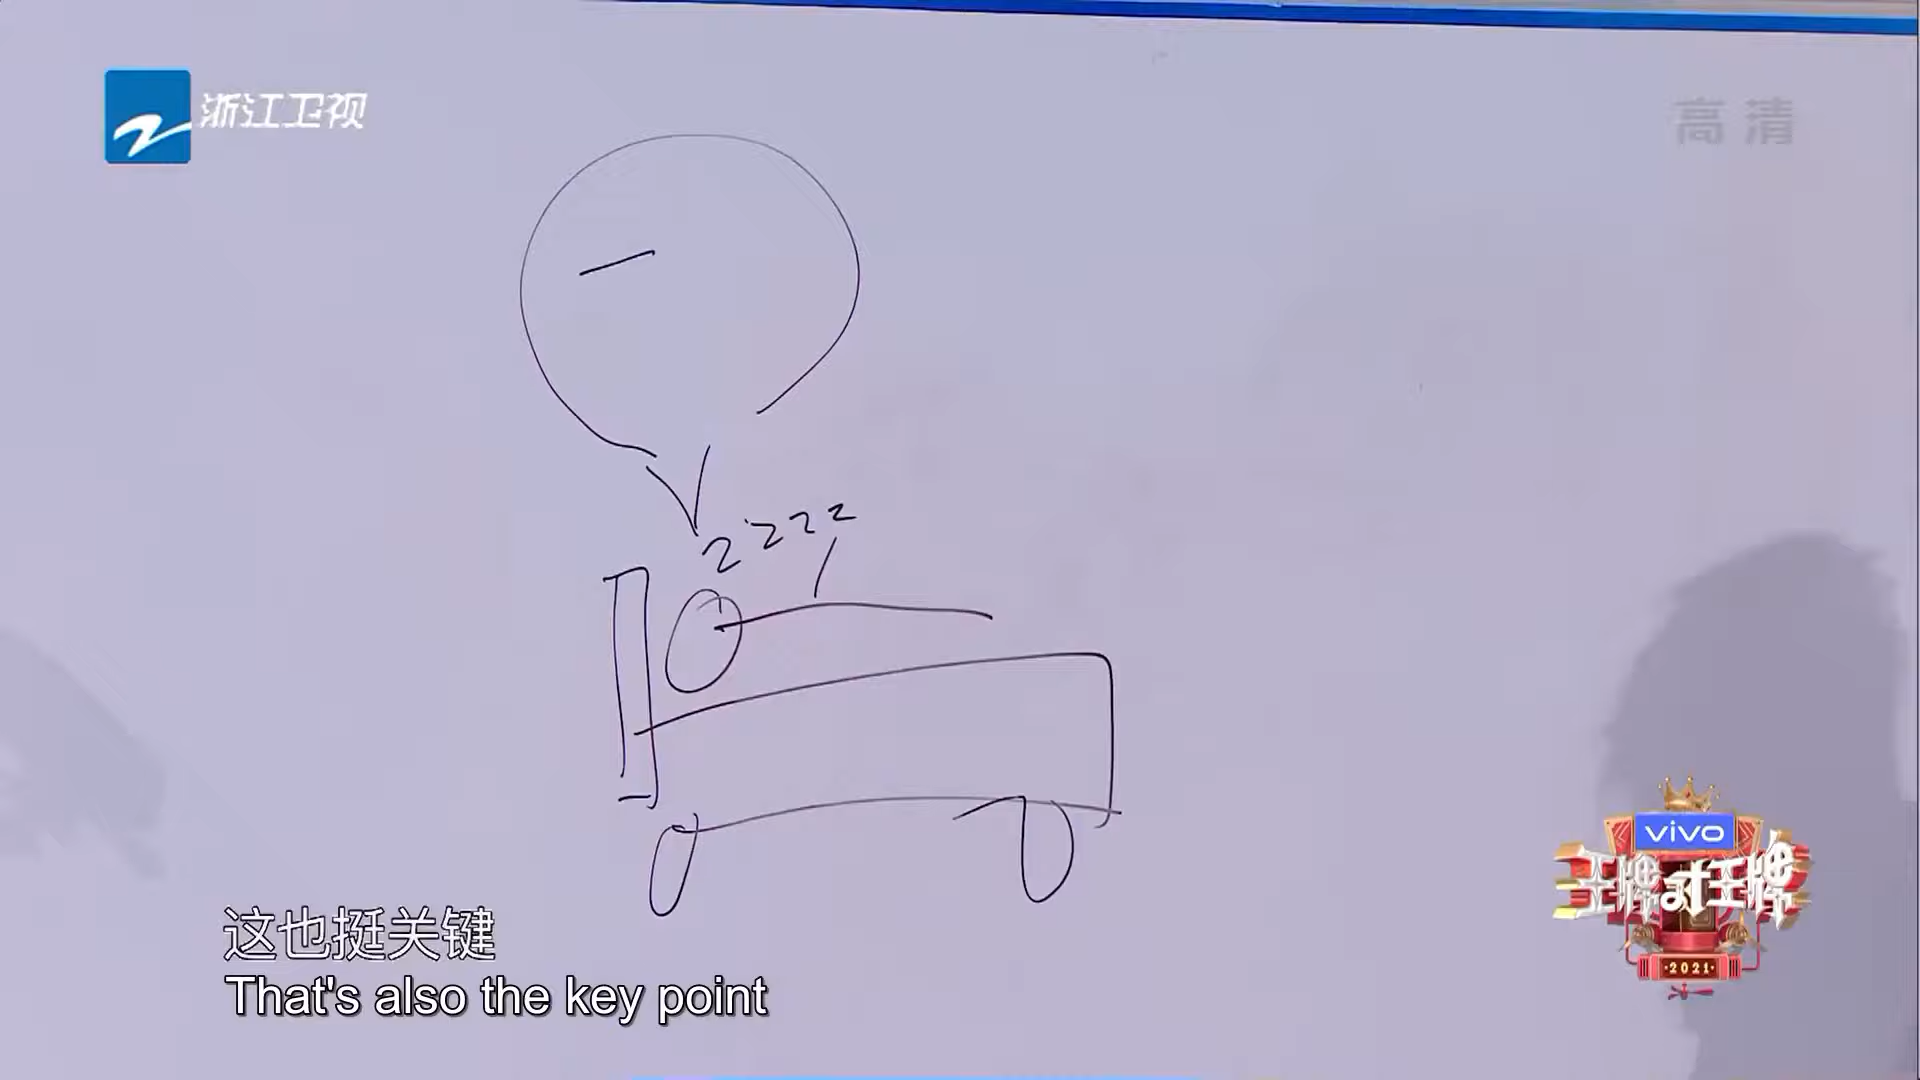 浙江卫视
高清
zzzz
vivo
王牌对王牌
·2021·
这也挺关键
That's also the key point